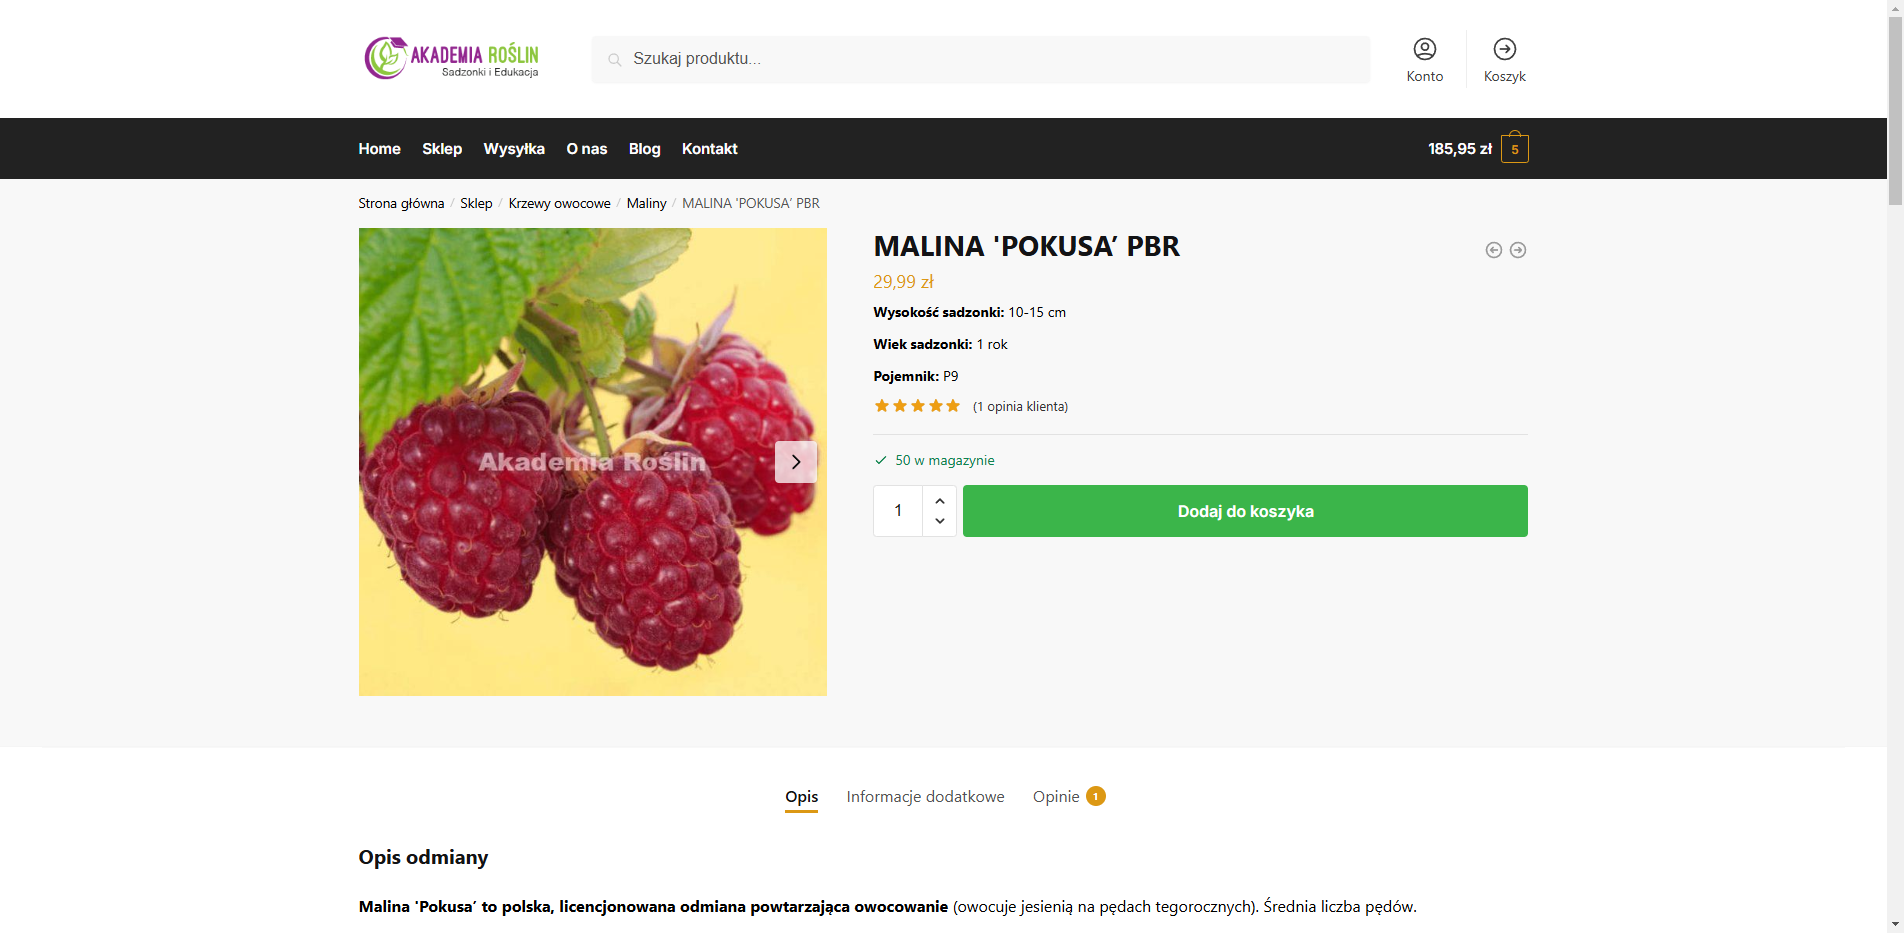 AKADEMIA ROŚLIN
Sadzonki i Edukacja
Szukaj produktu...
Konto
Koszyk
Home
Sklep
Wysyłka
O nas
Blog
Kontakt
185,95 zł
5
Strona główna / Sklep / Krzewy owocowe / Maliny / MALINA 'POKUSA’ PBR
Akademia Roślin
MALINA 'POKUSA’ PBR
29,99 zł
Wysokość sadzonki: 10-15 cm
Wiek sadzonki: 1 rok
Pojemnik: P9
(1 opinia klienta)
50 w magazynie
1
Dodaj do koszyka
Opis
Informacje dodatkowe
Opinie 1
Opis odmiany
Malina 'Pokusa’ to polska, licencjonowana odmiana powtarzająca owocowanie (owocuje jesienią na pędach tegorocznych). Średnia liczba pędów.